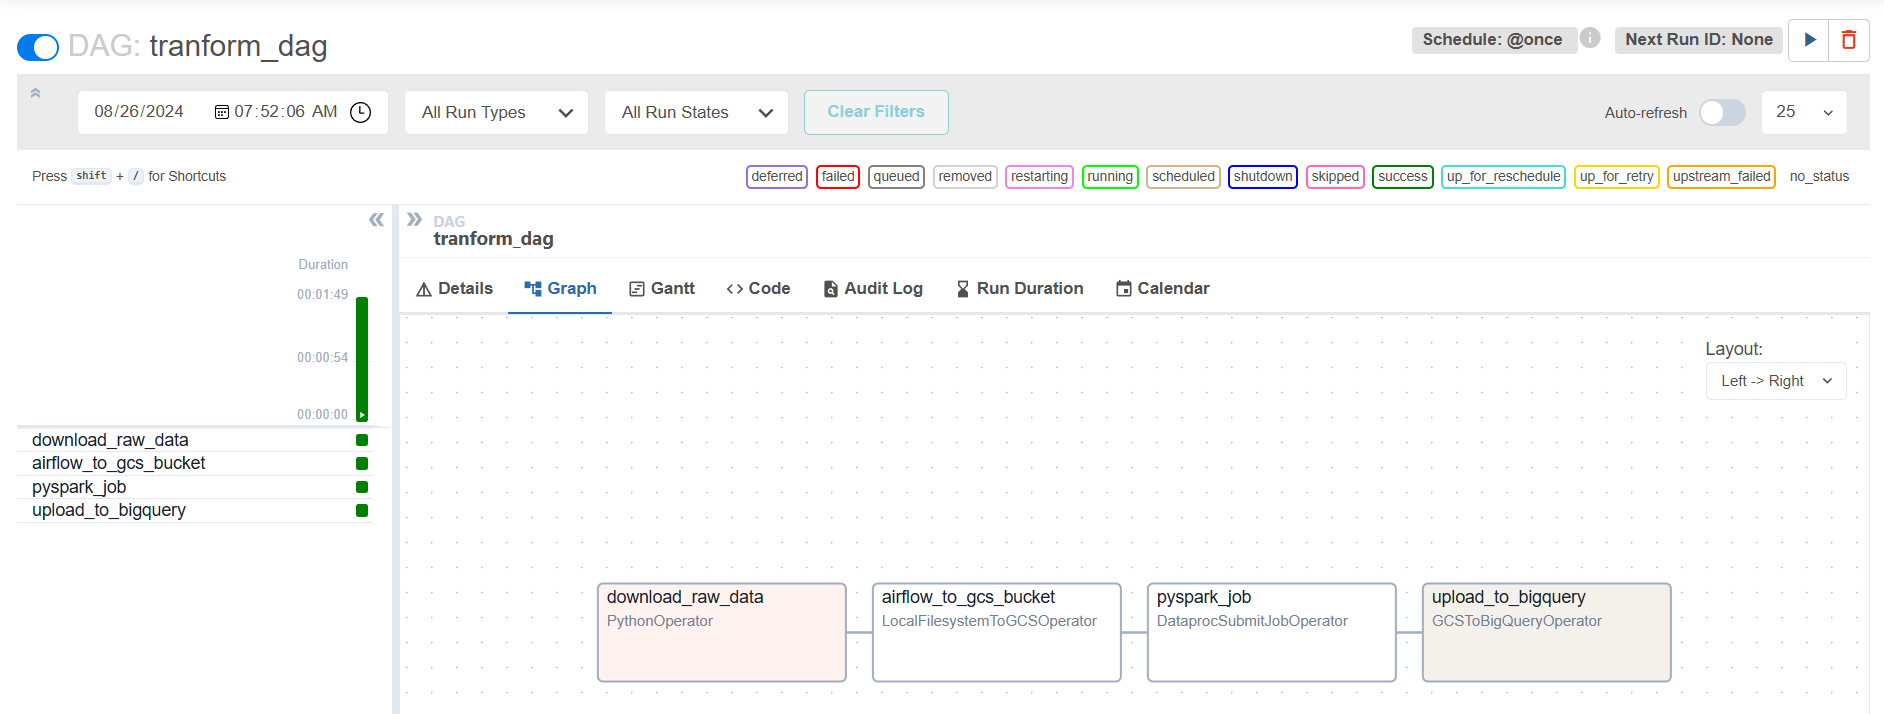 DAG: tranform_dag
Schedule: @once
Next Run ID: None
08/26/2024 07:52:06 AM
All Run Types
All Run States
Clear Filters
Auto-refresh
25
Press shift + / for Shortcuts
deferred failed queued removed restarting running scheduled shutdown skipped success up_for_reschedule up_for_retry upstream_failed no_status
Duration
00:01:49
00:00:54
00:00:00
download_raw_data
airflow_to_gcs_bucket
pyspark_job
upload_to_bigquery
DAG
tranform_dag
Details Graph Gantt Code Audit Log Run Duration Calendar
Layout:
Left -> Right
download_raw_data
PythonOperator
airflow_to_gcs_bucket
LocalFilesystemToGCSOperator
pyspark_job
DataprocSubmitJobOperator
upload_to_bigquery
GCSToBigQueryOperator